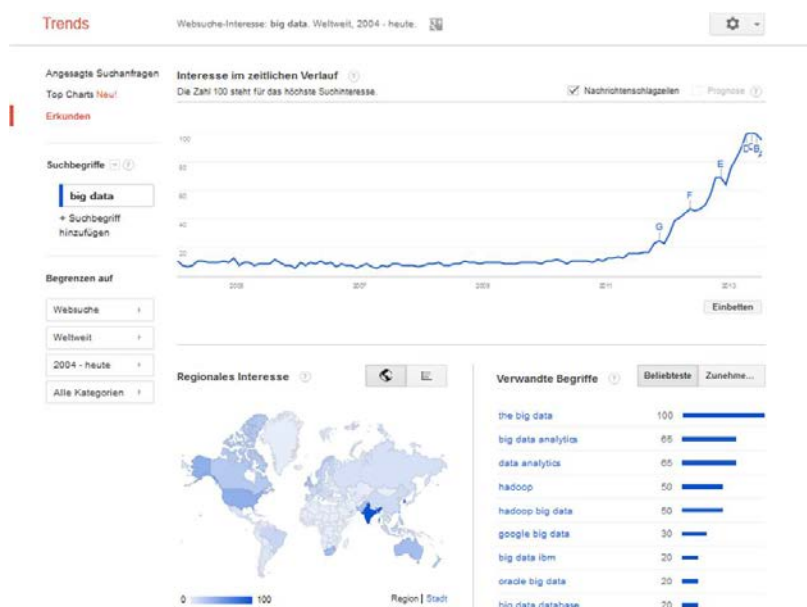 Trends
Websuche-Interesse: big data. Weltweit, 2004 - heute.
Angesagte Suchanfragen
Top Charts Neu!
Erkunden
Suchbegriffe
big data
+ Suchbegriff
hinzufügen
Begrenzen auf
Websuche
Weltweit
2004 - heute
Alle Kategorien
Interesse im zeitlichen Verlauf
Die Zahl 100 steht für das höchste Suchinteresse.
Nachrichtenschlagzeilen
Prognose
100
80
60
40
20
G
F
E
D C B
2005 2007 2009 2011 2013
Einbetten
Regionales Interesse
0 100
Region | Stadt
Verwandte Begriffe
Beliebteste Zunehme...
the big data 100
big data analytics 65
data analytics 65
hadoop 50
hadoop big data 50
google big data 30
big data ibm 20
oracle big data 20
big data database 20